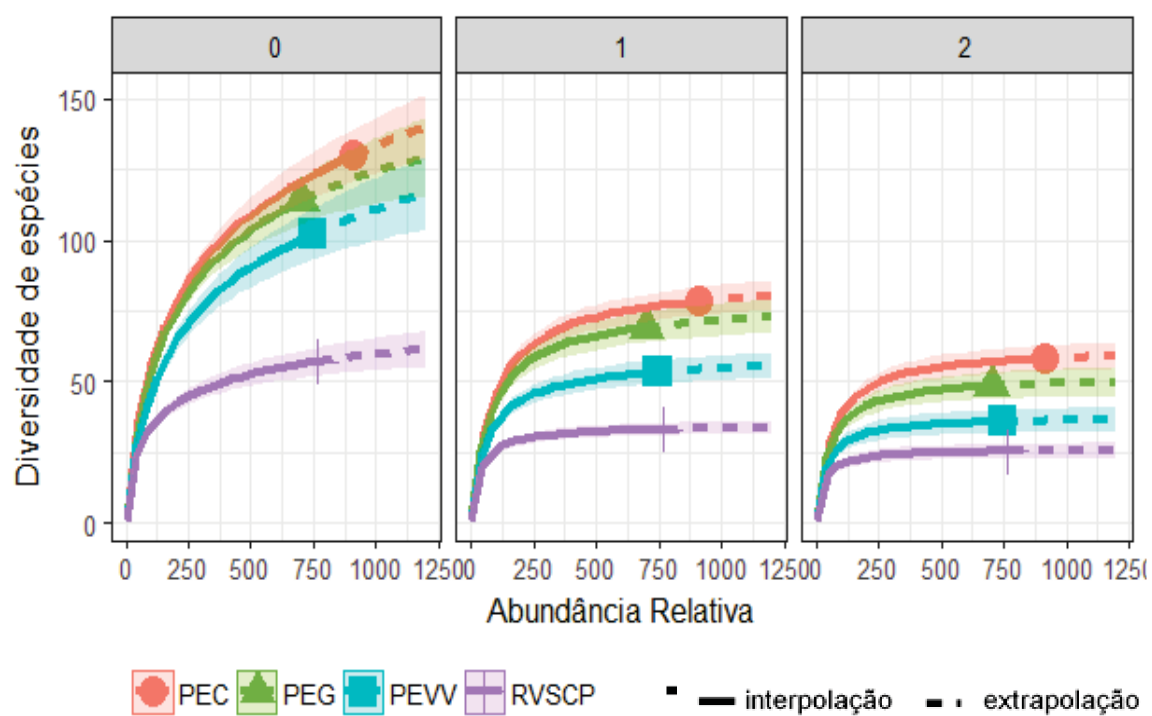 0 1 2
Diversidade de espécies
150
100
50
0
0 250 500 750 1000 1250 0 250 500 750 1000 1250 0 250 500 750 1000 125
Abundância Relativa
PEC PEG PEVV RVSCP interpolação extrapolação